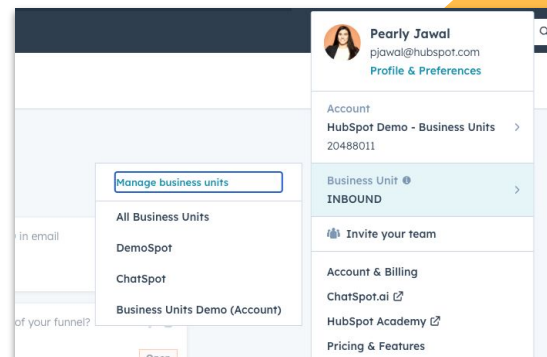 Pearly Jawal
pjawal@hubspot.com
Profile & Preferences
Account
HubSpot Demo - Business Units
20488011
Business Unit
INBOUND
Invite your team
Account & Billing
ChatSpot.ai
HubSpot Academy
Pricing & Features
Manage business units
All Business Units
DemoSpot
ChatSpot
Business Units Demo (Account)
in email
of your funnel?